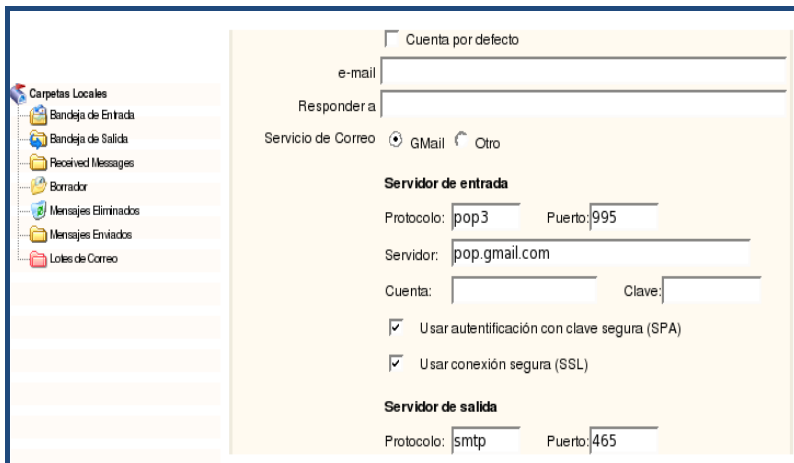 Carpetas Locales
Bandeja de Entrada
Bandeja de Salida
Received Messages
Borrador
Mensajes Eliminados
Mensajes Enviados
Lotes de Correo
Cuenta por defecto
e-mail
Responder a
Servicio de Correo GMail Otro
Servidor de entrada
Protocolo: pop3 Puerto: 995
Servidor: pop.gmail.com
Cuenta: Clave:
Usar autentificación con clave segura (SPA)
Usar conexión segura (SSL)
Servidor de salida
Protocolo: smtp Puerto: 465